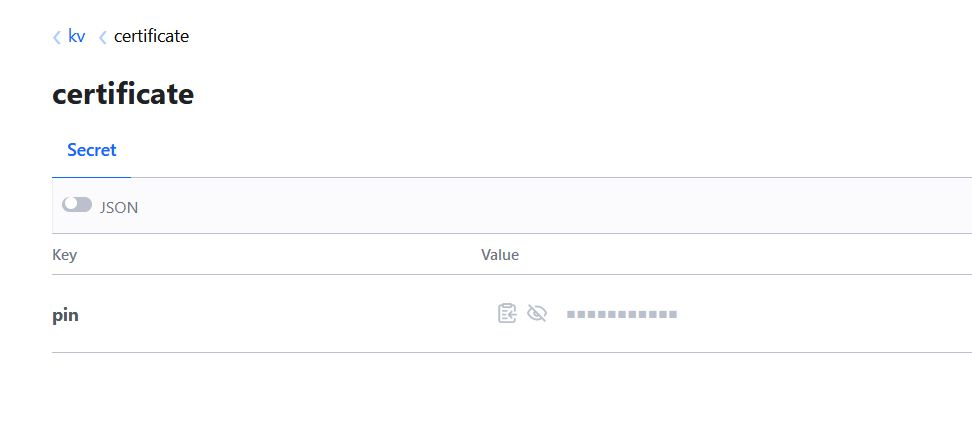 kv certificate
certificate
Secret
JSON
Key Value
pin